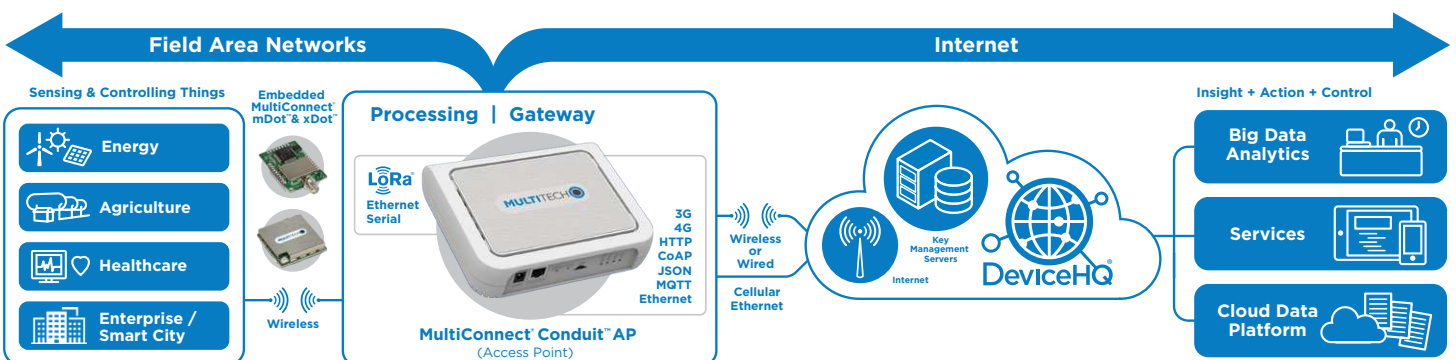 Field Area Networks
Internet
Sensing & Controlling Things
Energy
Agriculture
Healthcare
Enterprise /
Smart City
Embedded
MultiConnect®
mDot™ & xDot™
Wireless
Processing | Gateway
LoRa®
Ethernet
Serial
MULTITECH
3G
4G
HTTP
CoAP
JSON
MQTT
Ethernet
MultiConnect® Conduit™ AP
(Access Point)
Wireless
or
Wired
Cellular
Ethernet
Internet
Key
Management
Servers
DeviceHQ®
Insight + Action + Control
Big Data
Analytics
Services
Cloud Data
Platform